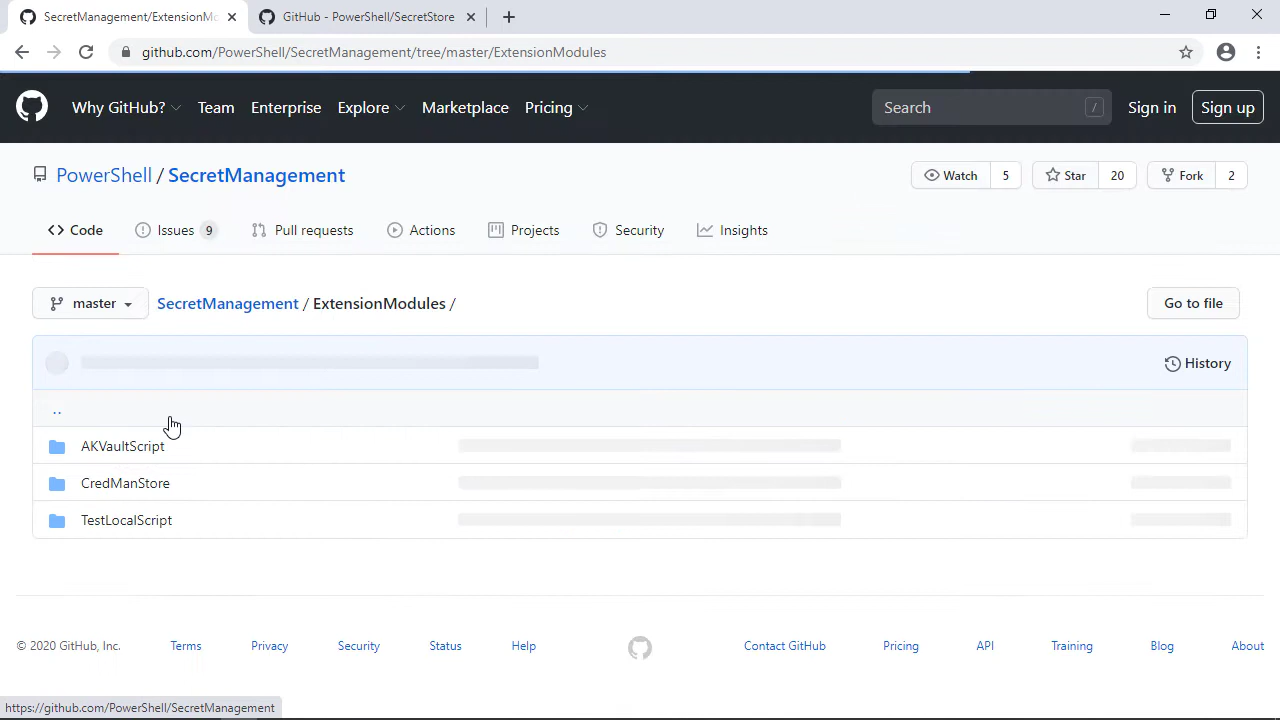 SecretManagement/ExtensionMo
GitHub - PowerShell/SecretStore
github.com/PowerShell/SecretManagement/tree/master/ExtensionModules
Why GitHub? Team Enterprise Explore Marketplace Pricing Search / Sign in Sign up
PowerShell / SecretManagement Watch 5 Star 20 Fork 2
Code Issues 9 Pull requests Actions Projects Security Insights
master SecretManagement / ExtensionModules / Go to file
History
..
AKVaultScript
CredManStore
TestLocalScript
© 2020 GitHub, Inc. Terms Privacy Security Status Help Contact GitHub Pricing API Training Blog About
https://github.com/PowerShell/SecretManagement